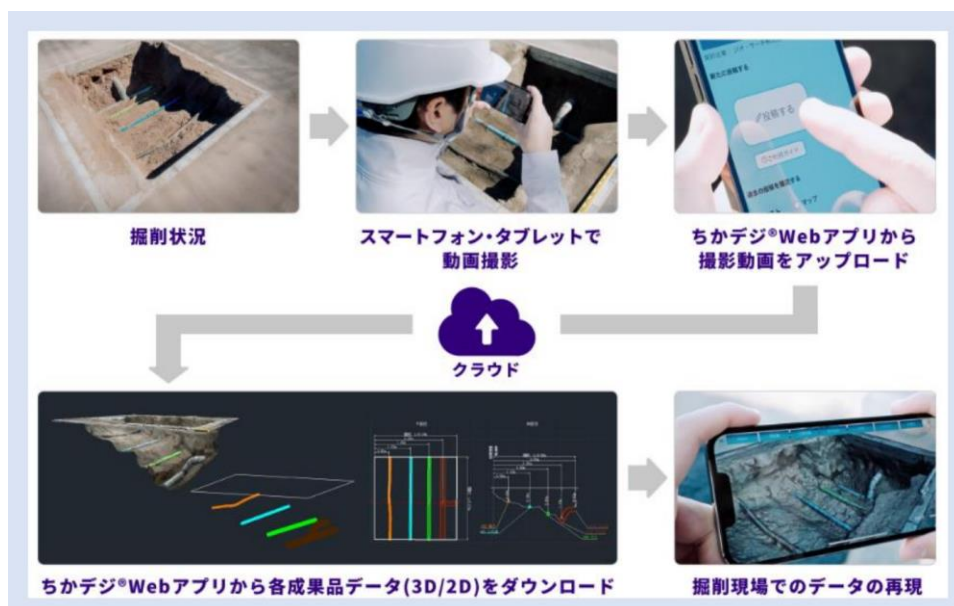 掘削状況
スマートフォン・タブレットで
動画撮影
投稿する
ちかデジ®Webアプリから
撮影動画をアップロード
クラウド
ちかデジ®Webアプリから各成果品データ(3D/2D)をダウンロード
掘削現場でのデータの再現